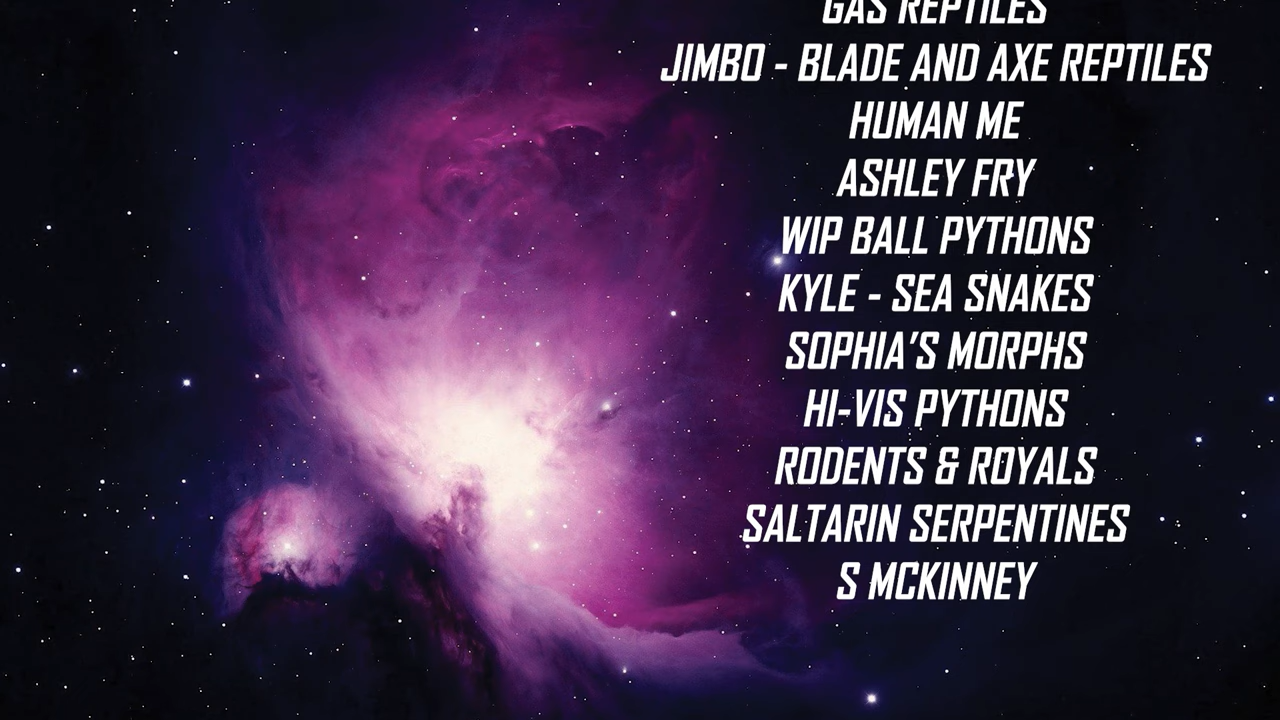 GAS REPTILES
JIMBO - BLADE AND AXE REPTILES
HUMAN ME
ASHLEY FRY
WIP BALL PYTHONS
KYLE - SEA SNAKES
SOPHIA'S MORPHS
HI-VIS PYTHONS
RODENTS & ROYALS
SALTARIN SERPENTINES
S MCKINNEY